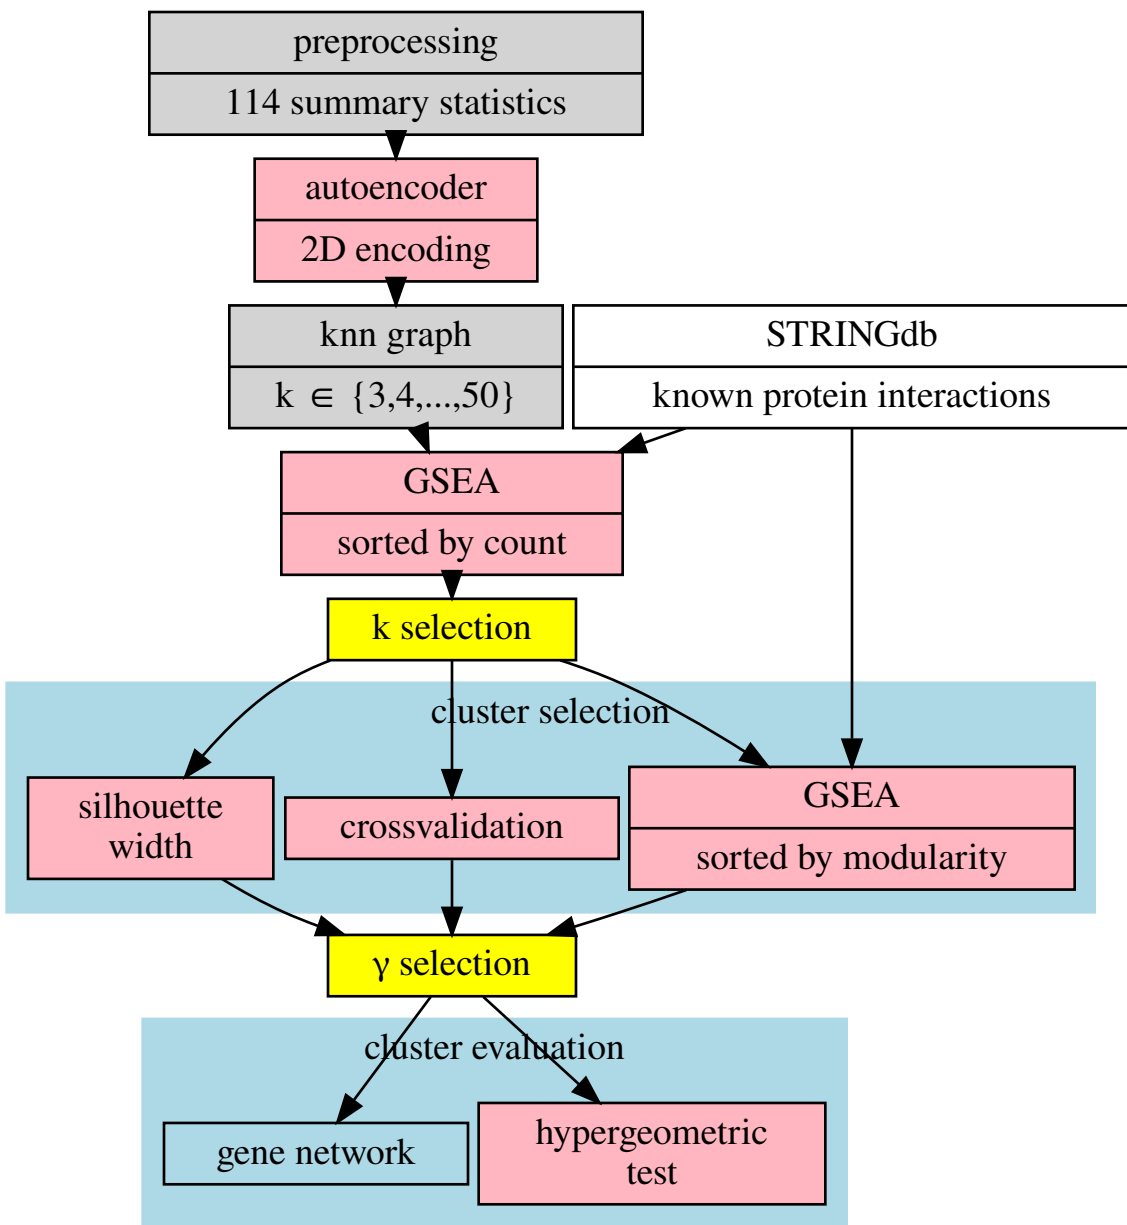 preprocessing
114 summary statistics
autoencoder
2D encoding
knn graph
k ∈ {3,4,...,50}
STRINGdb
known protein interactions
GSEA
sorted by count
k selection
cluster selection
silhouette
width
crossvalidation
GSEA
sorted by modularity
γ selection
cluster evaluation
gene network
hypergeometric
test